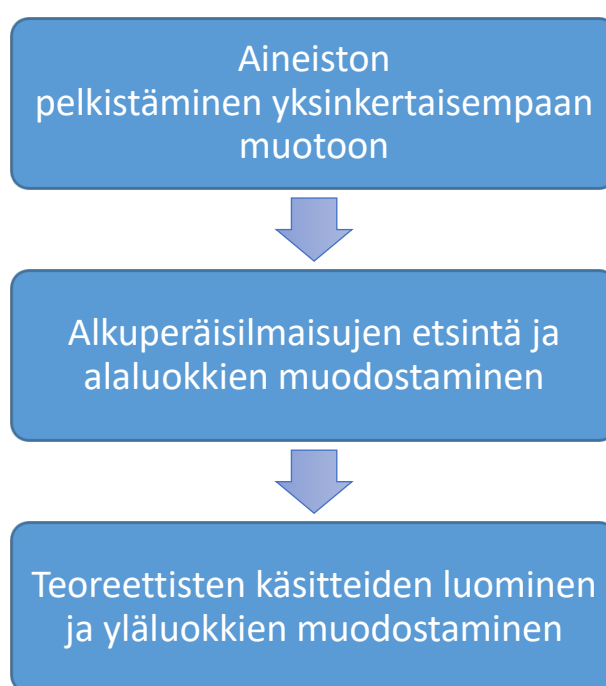 Aineiston
pelkistäminen yksinkertaisempaan
muotoon
Alkuperäisilmaisujen etsintä ja
alaluokkien muodostaminen
Teoreettisten käsitteiden luominen
ja yläluokkien muodostaminen